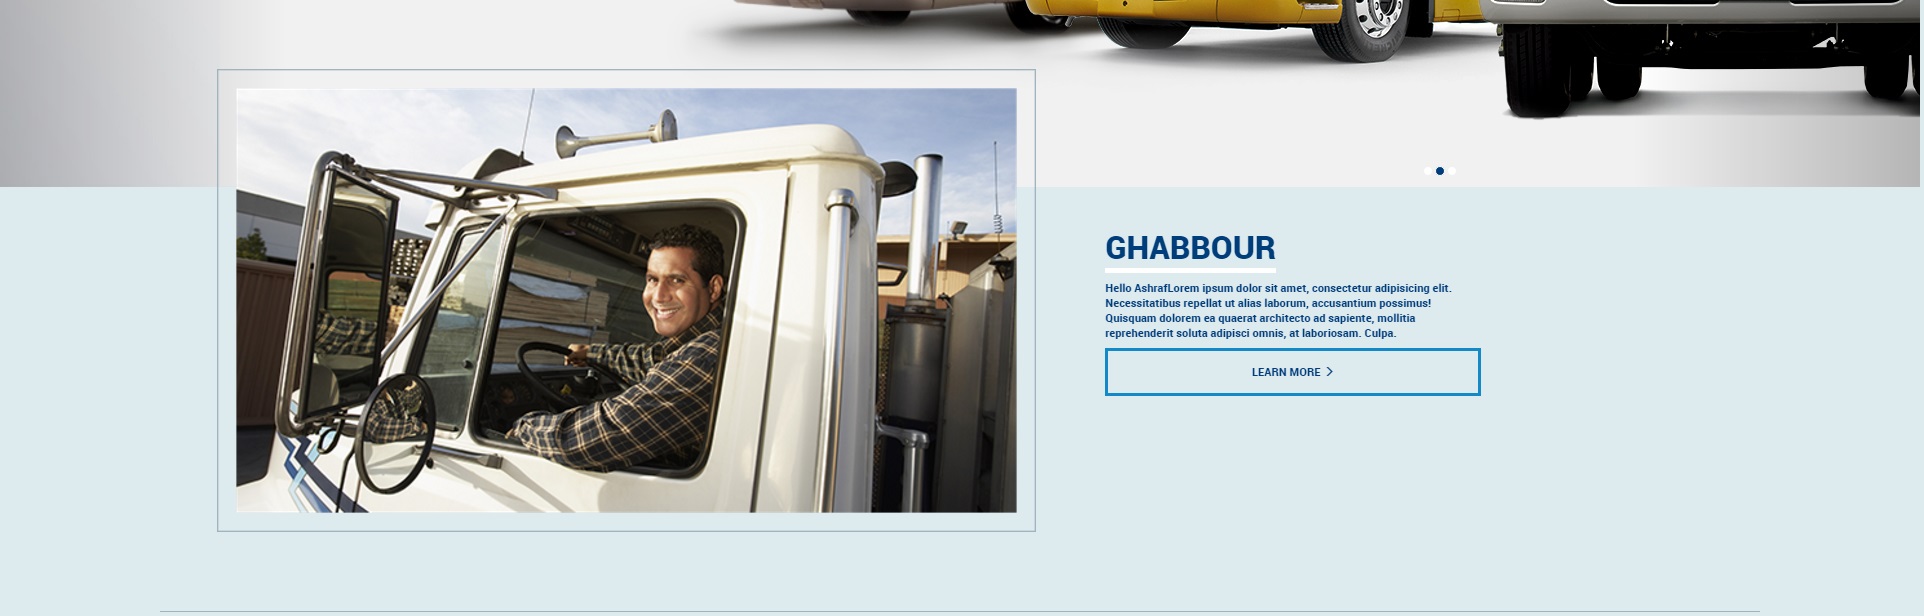 GHABBOUR
Hello AshrafLorem ipsum dolor sit amet, consectetur adipisicing elit.
Necessitatibus repellat ut alias laborum, accusantium possimus!
Quisquam dolorem ea quaerat architecto ad sapiente, mollitia
reprehenderit soluta adipisci omnis, at laboriosam. Culpa.
LEARN MORE